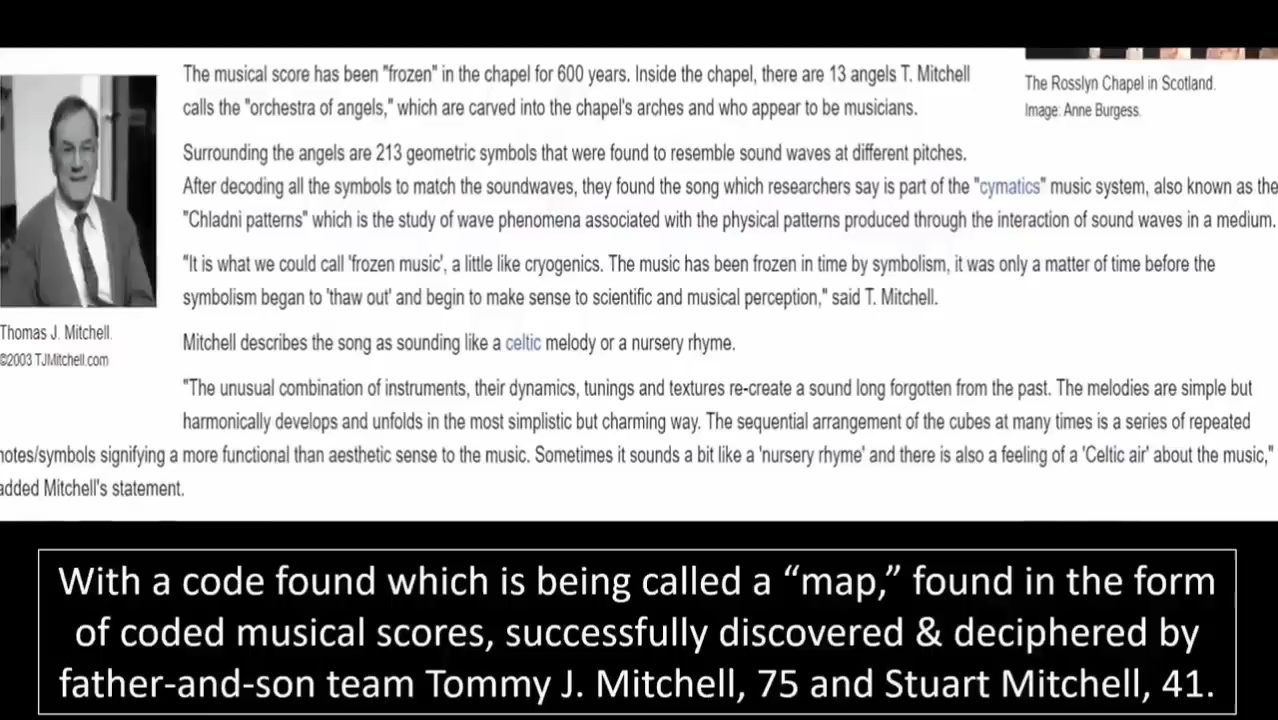 The musical score has been "frozen" in the chapel for 600 years. Inside the chapel, there are 13 angels T. Mitchell
calls the "orchestra of angels," which are carved into the chapel's arches and who appear to be musicians.
The Rosslyn Chapel in Scotland.
Image: Anne Burgess.
Surrounding the angels are 213 geometric symbols that were found to resemble sound waves at different pitches.
After decoding all the symbols to match the soundwaves, they found the song which researchers say is part of the "cymatics" music system, also known as the
"Chladni patterns" which is the study of wave phenomena associated with the physical patterns produced through the interaction of sound waves in a medium.
"It is what we could call 'frozen music', a little like cryogenics. The music has been frozen in time by symbolism, it was only a matter of time before the
symbolism began to 'thaw out' and begin to make sense to scientific and musical perception," said T. Mitchell.
Thomas J. Mitchell.
©2003 TJMitchell.com
Mitchell describes the song as sounding like a celtic melody or a nursery rhyme.
"The unusual combination of instruments, their dynamics, tunings and textures re-create a sound long forgotten from the past. The melodies are simple but
harmonically develops and unfolds in the most simplistic but charming way. The sequential arrangement of the cubes at many times is a series of repeated
notes/symbols signifying a more functional than aesthetic sense to the music. Sometimes it sounds a bit like a 'nursery rhyme' and there is also a feeling of a 'Celtic air' about the music,"
added Mitchell's statement.
With a code found which is being called a “map,” found in the form
of coded musical scores, successfully discovered & deciphered by
father-and-son team Tommy J. Mitchell, 75 and Stuart Mitchell, 41.